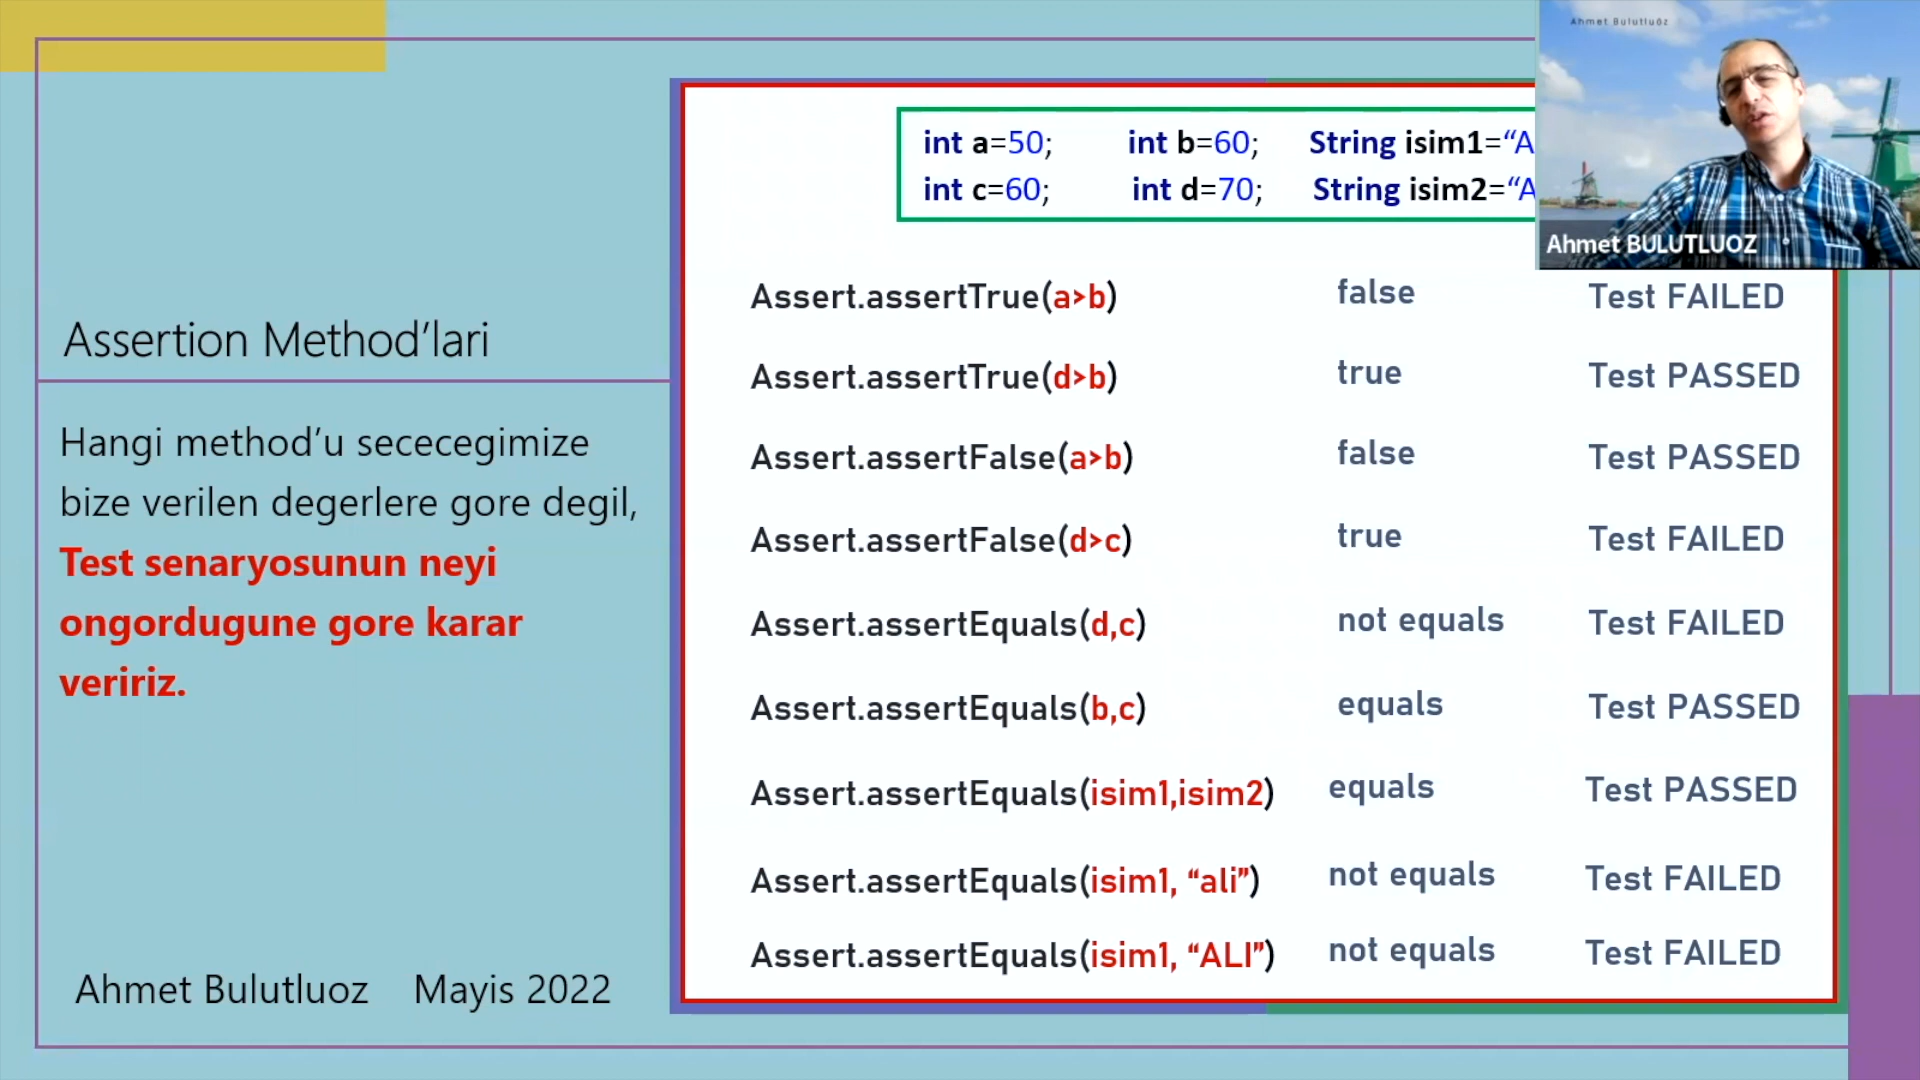 Ahmet Bulutluöz
int a=50; int b=60; String isim1=“A
int c=60; int d=70; String isim2=“A
Ahmet BULUTLUOZ
Assertion Method’lari
Hangi method’u sececegimize
bize verilen degerlere gore degil,
Test senaryosunun neyi
ongordugune gore karar
veririz.
Assert.assertTrue(a>b) false Test FAILED
Assert.assertTrue(d>b) true Test PASSED
Assert.assertFalse(a>b) false Test PASSED
Assert.assertFalse(d>c) true Test FAILED
Assert.assertEquals(d,c) not equals Test FAILED
Assert.assertEquals(b,c) equals Test PASSED
Assert.assertEquals(isim1,isim2) equals Test PASSED
Assert.assertEquals(isim1, “ali”) not equals Test FAILED
Assert.assertEquals(isim1, “ALI”) not equals Test FAILED
Ahmet Bulutluoz Mayis 2022